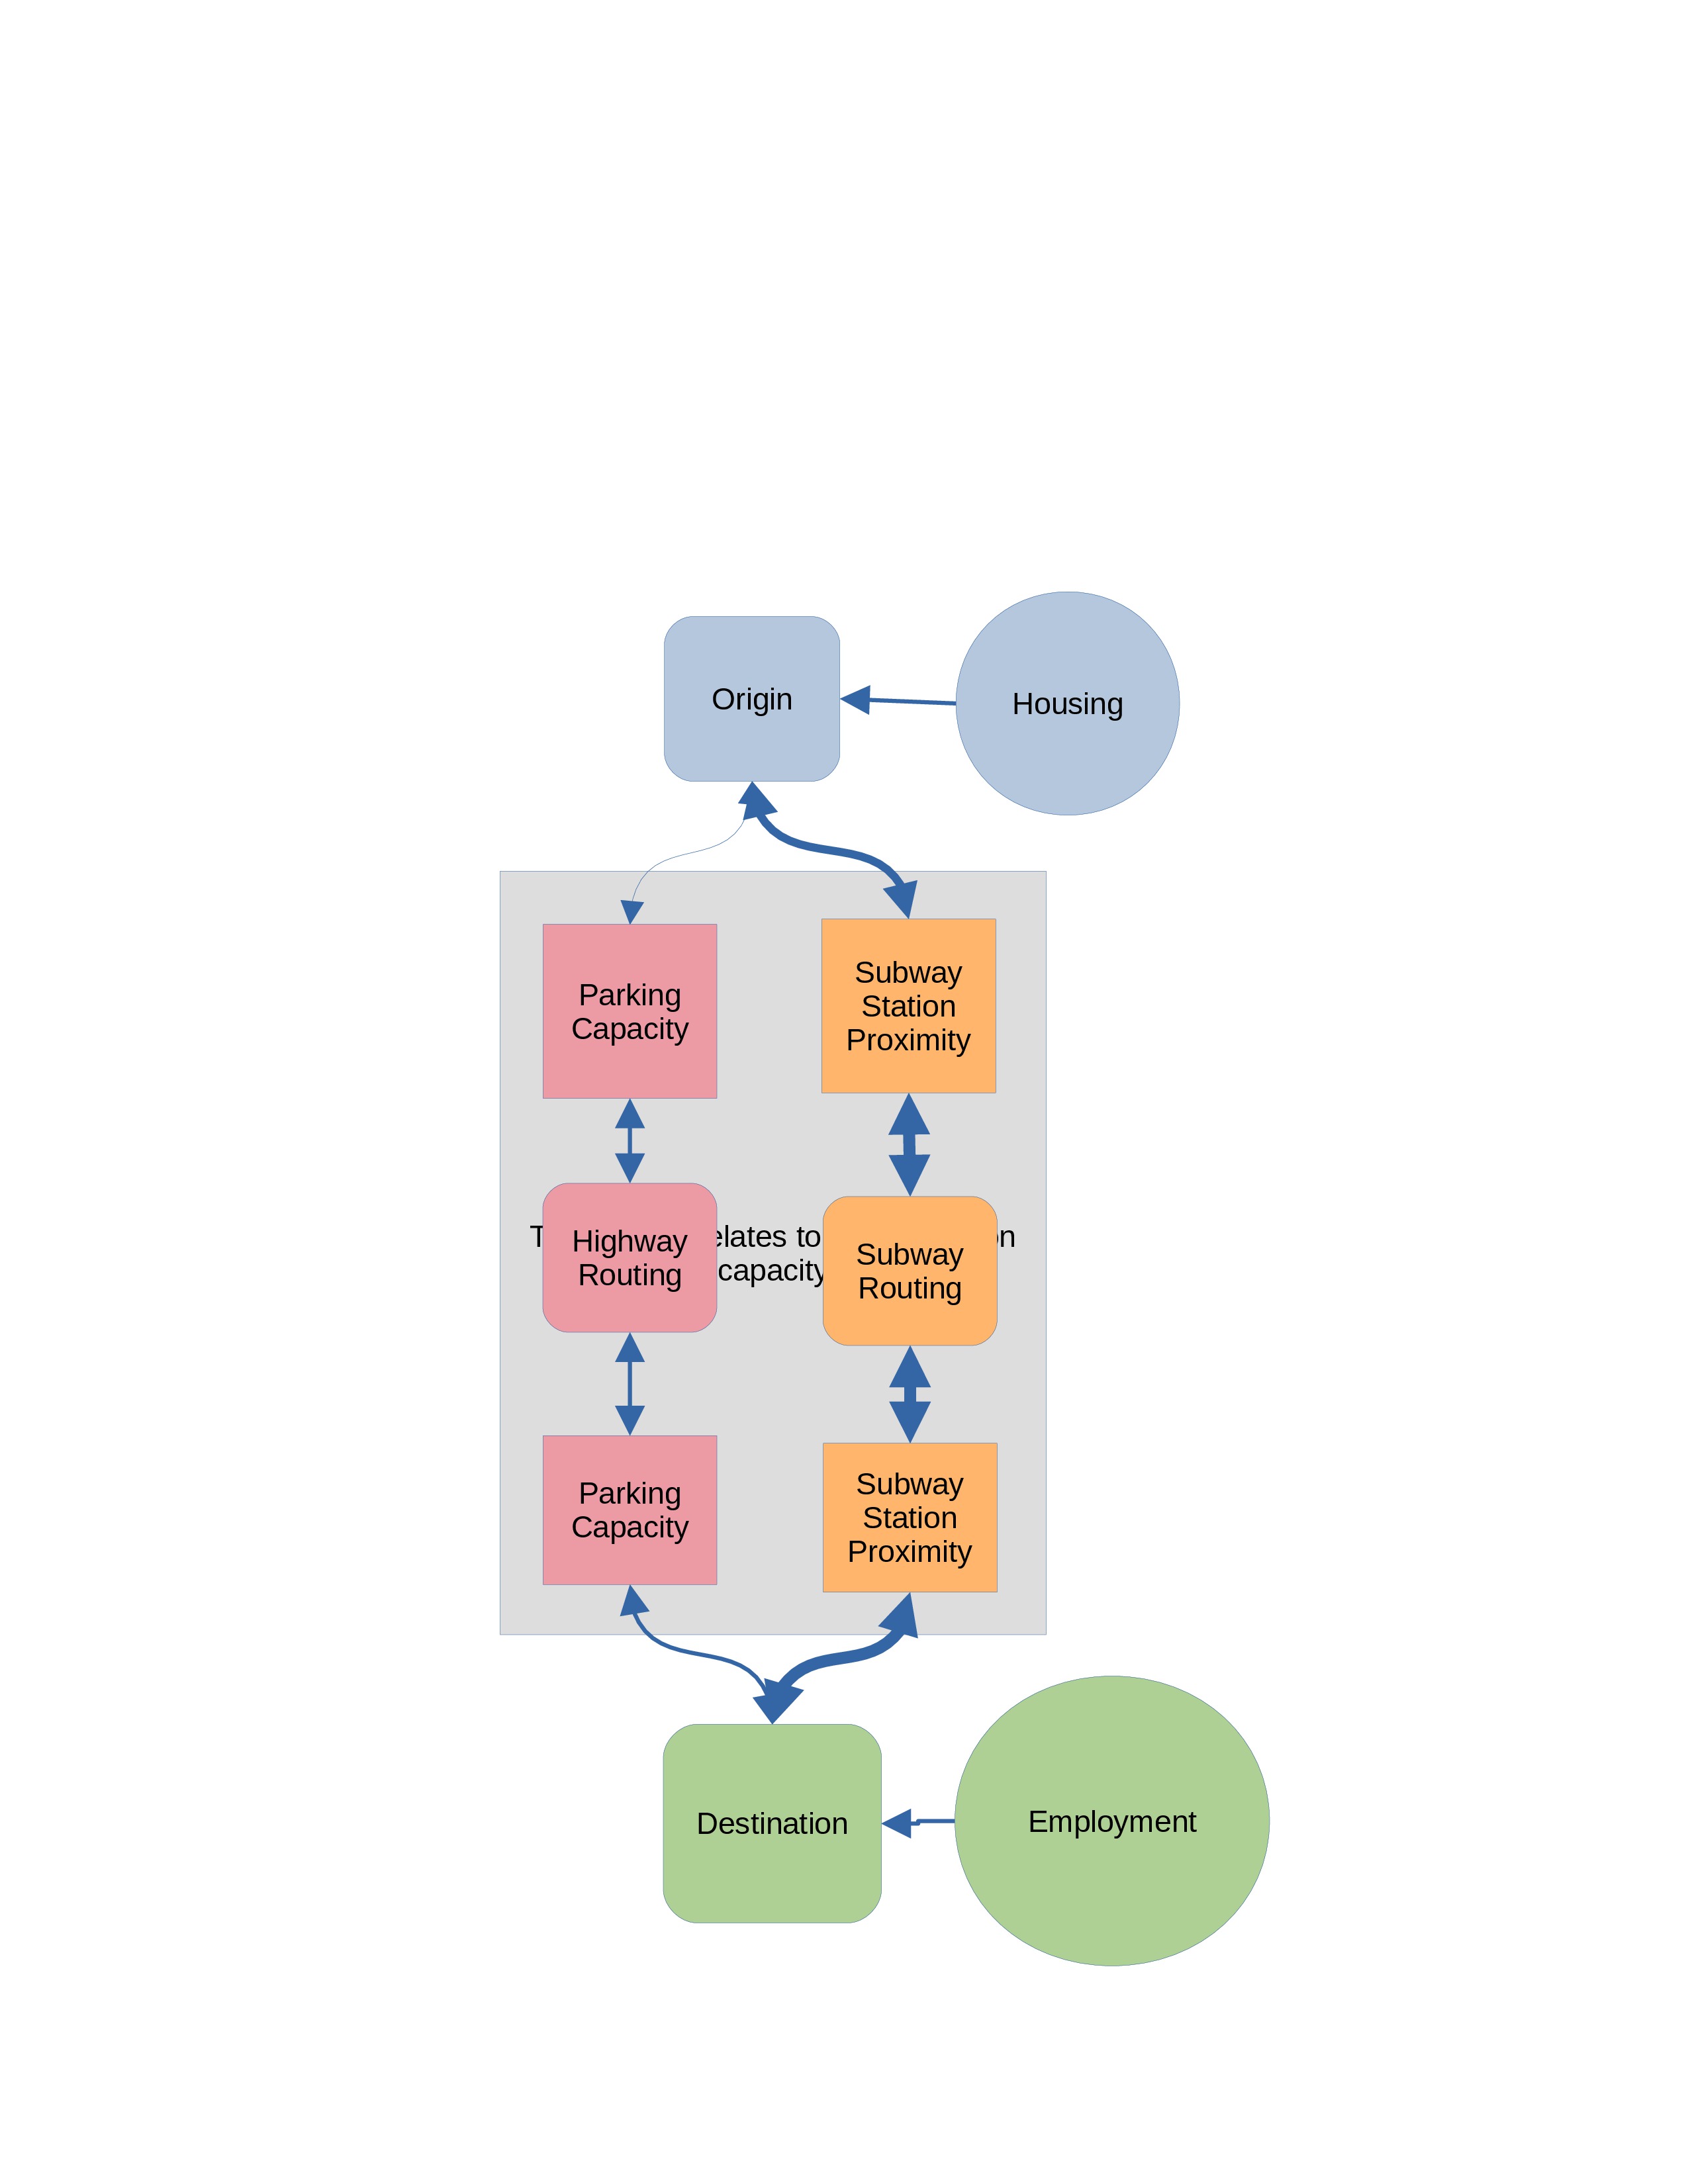 Origin
Housing
Parking
Capacity
Subway
Station
Proximity
elates to
capacity
Highway
Routing
Subway
Routing
Parking
Capacity
Subway
Station
Proximity
Destination
Employment